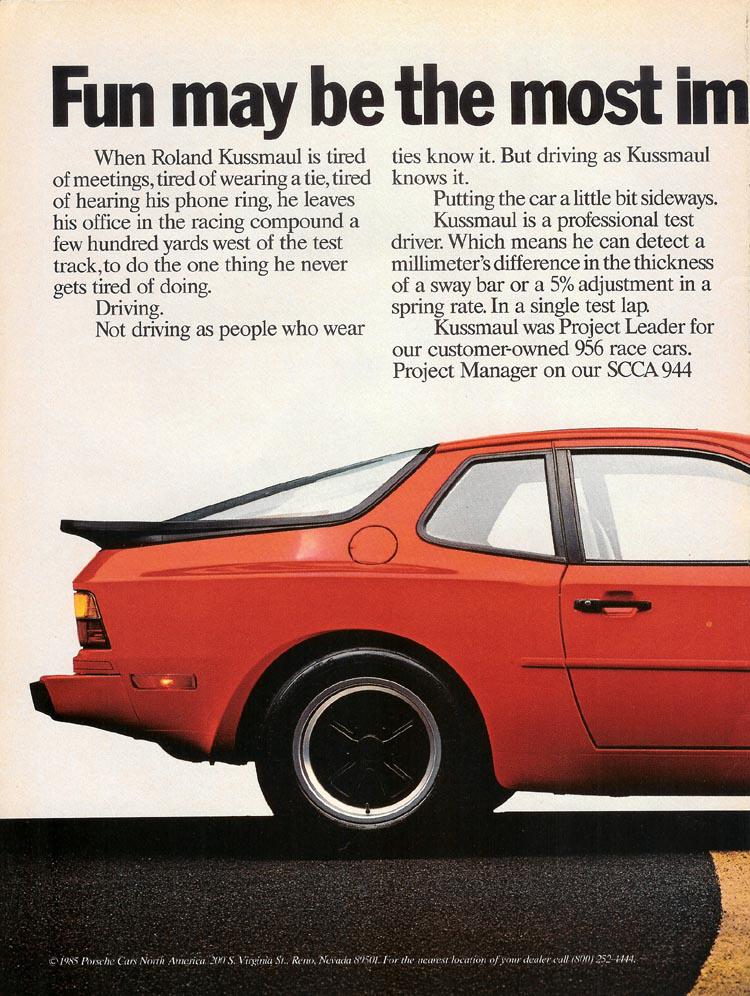 Fun may be the most im
When Roland Kussmaul is tired
of meetings, tired of wearing a tie, tired
of hearing his phone ring, he leaves
his office in the racing compound a
few hundred yards west of the test
track, to do the one thing he never
gets tired of doing.
Driving.
Not driving as people who wear
ties know it. But driving as Kussmaul
knows it.
Putting the car a little bit sideways.
Kussmaul is a professional test
driver. Which means he can detect a
millimeter's difference in the thickness
of a sway bar or a 5% adjustment in a
spring rate. In a single test lap.
Kussmaul was Project Leader for
our customer-owned 956 race cars.
Project Manager on our SCCA 944
© 1985 Porsche Cars North America. 200 S. Virginia St., Reno, Nevada 89501. For the nearest location of your dealer call (800) 252-4444.